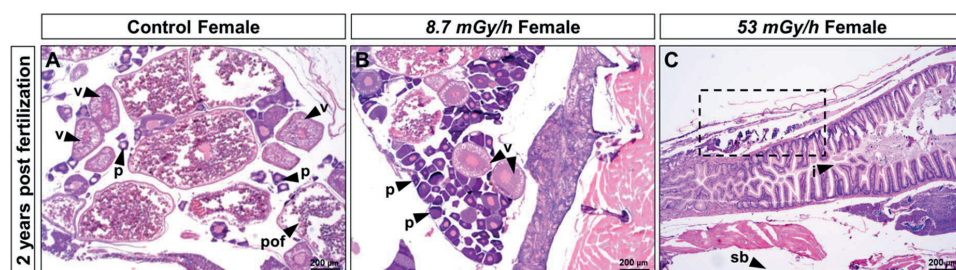 Control Female
8.7 mGy/h Female
53 mGy/h Female
2 years post fertilization
A
v
v
v
p
p
pof
200 µm
B
v
p
p
200 µm
C
i
sb
200 µm